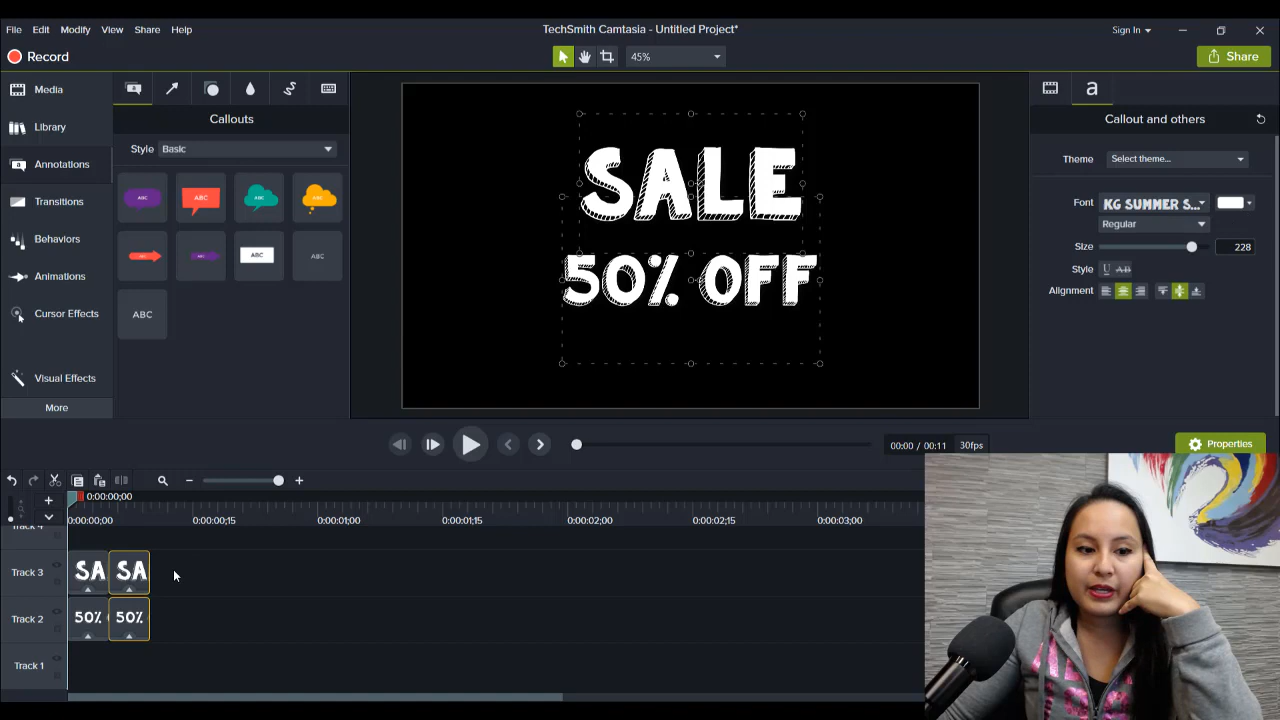 TechSmith Camtasia - Untitled Project*
File Edit Modify View Share Help
Sign In
Record
45%
Share
Media
Library
Annotations
Transitions
Behaviors
Animations
Cursor Effects
Visual Effects
More
Callouts
Style Basic
ABC ABC ABC ABC
ABC ABC
ABC
SALE
50% OFF
a
Callout and others
Theme Select theme...
Font KG SUMMER S...
Regular
Size 228
Style U AB
Alignment
00:00 / 00:11 30fps
Properties
0:00:00;00
0:00:00;00 0:00:00;15 0:00:01;00 0:00:01;15 0:00:02;00 0:00:02;15 0:00:03;00
Track 4
Track 3 SA SA
Track 2 50% 50%
Track 1